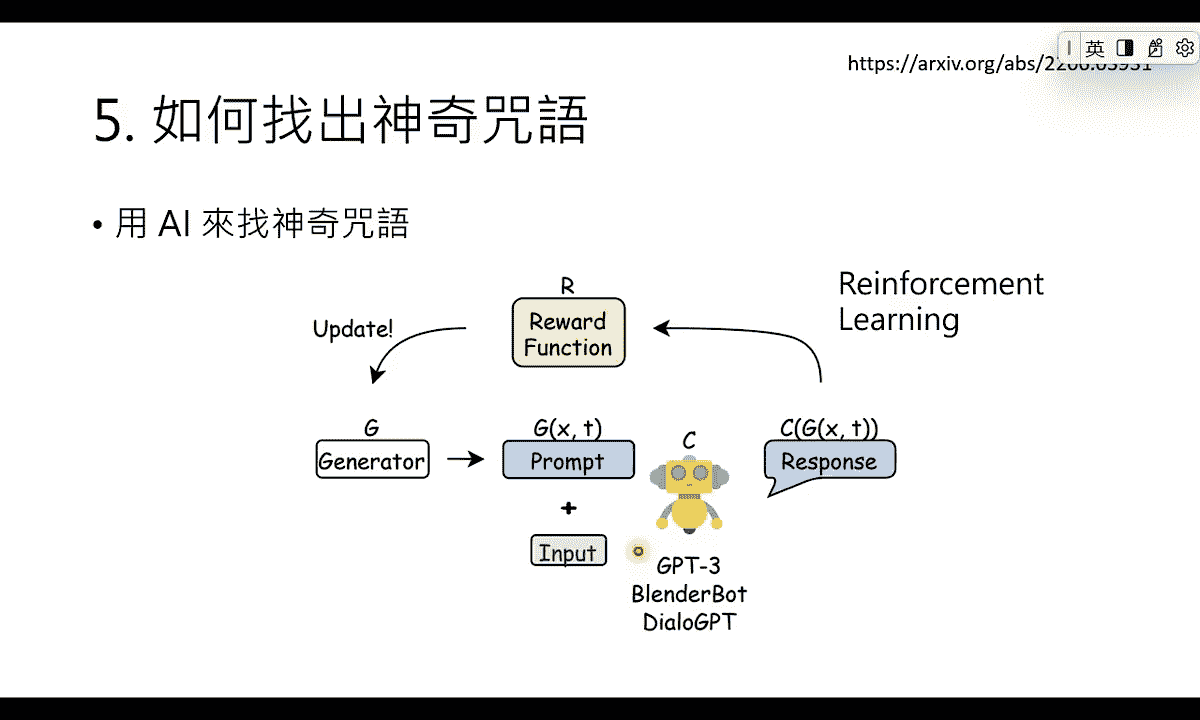 英
https://arxiv.org/abs/
5. 如何找出神奇咒語
• 用 AI 來找神奇咒語
Reinforcement
Learning
R
Reward
Function
Update!
G
Generator
G(x, t)
Prompt
+
Input
C
GPT-3
BlenderBot
DialoGPT
C(G(x, t))
Response